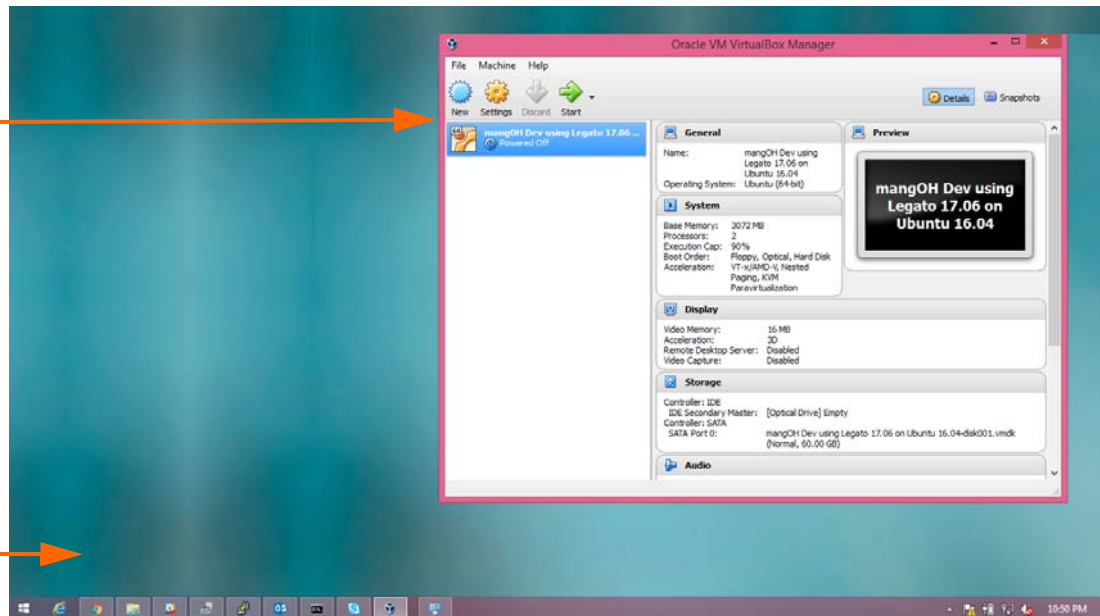 Oracle VM VirtualBox Manager
File Machine Help
New Settings Discard Start
Details Snapshots
mangOH Dev using Legato 17.06 ...
Powered Off
General
Name: mangOH Dev using
Legato 17.06 on
Ubuntu 16.04
Operating System: Ubuntu (64-bit)
Preview
mangOH Dev using
Legato 17.06 on
Ubuntu 16.04
System
Base Memory: 3072 MB
Processors: 2
Execution Cap: 90%
Boot Order: Floppy, Optical, Hard Disk
Acceleration: VT-x/AMD-V, Nested
Paging, KVM
Paravirtualization
Display
Video Memory: 16 MB
Acceleration: 3D
Remote Desktop Server: Disabled
Video Capture: Disabled
Storage
Controller: IDE
IDE Secondary Master: [Optical Drive] Empty
Controller: SATA
SATA Port 0: mangOH Dev using Legato 17.06 on Ubuntu 16.04-disk001.vmdk
(Normal, 60.00 GB)
Audio
10:50 PM